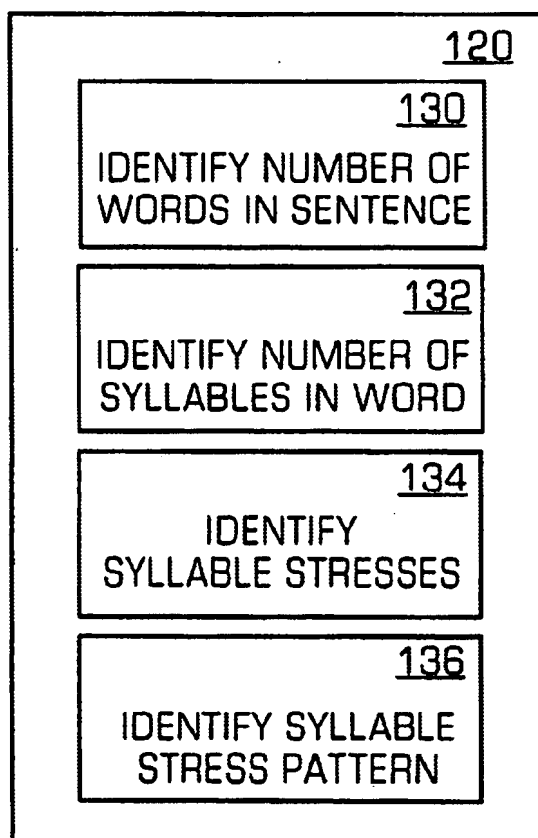 120
130
IDENTIFY NUMBER OF
WORDS IN SENTENCE
132
IDENTIFY NUMBER OF
SYLLABLES IN WORD
134
IDENTIFY
SYLLABLE STRESSES
136
IDENTIFY SYLLABLE
STRESS PATTERN